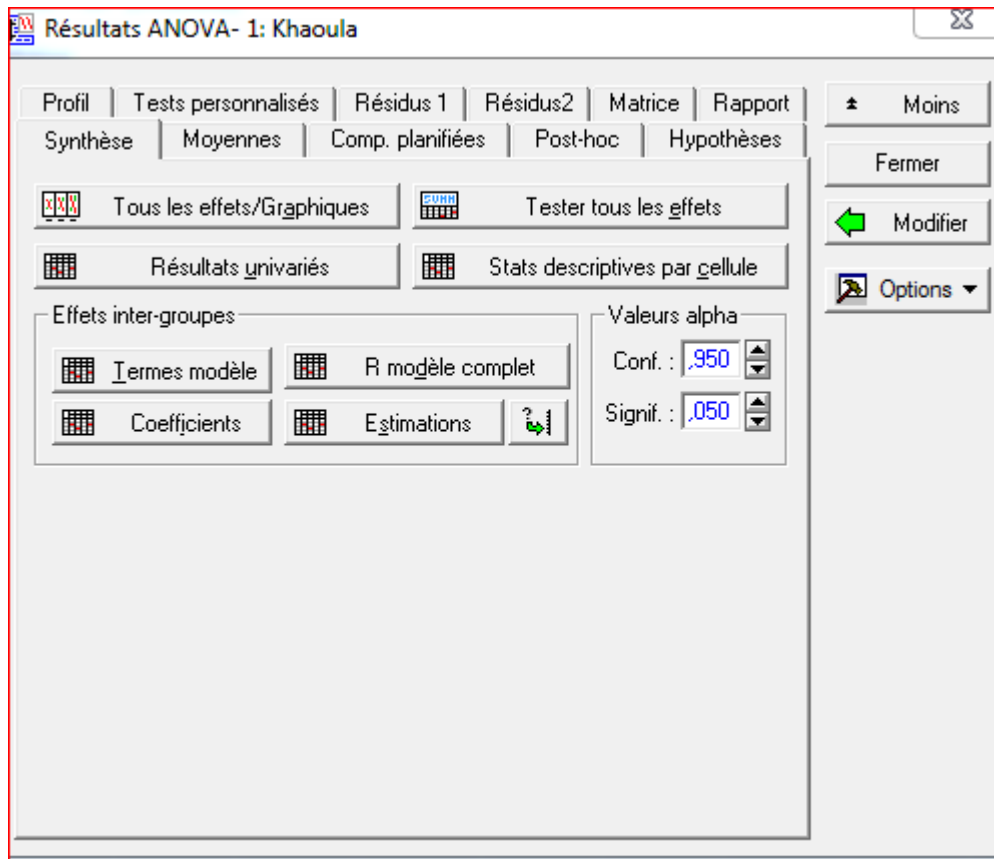 Résultats ANOVA- 1: Khaoula
Profil Tests personnalisés Résidus 1 Résidus2 Matrice Rapport
Synthèse Moyennes Comp. planifiées Post-hoc Hypothèses
Moins
Fermer
Modifier
Options
Tous les effets/Graphiques
SUMM
Tester tous les effets
Résultats univariés
Stats descriptives par cellule
Effets inter-groupes
Termes modèle
R modèle complet
Coefficients
Estimations
?
Valeurs alpha
Conf. : ,950
Signif. : ,050